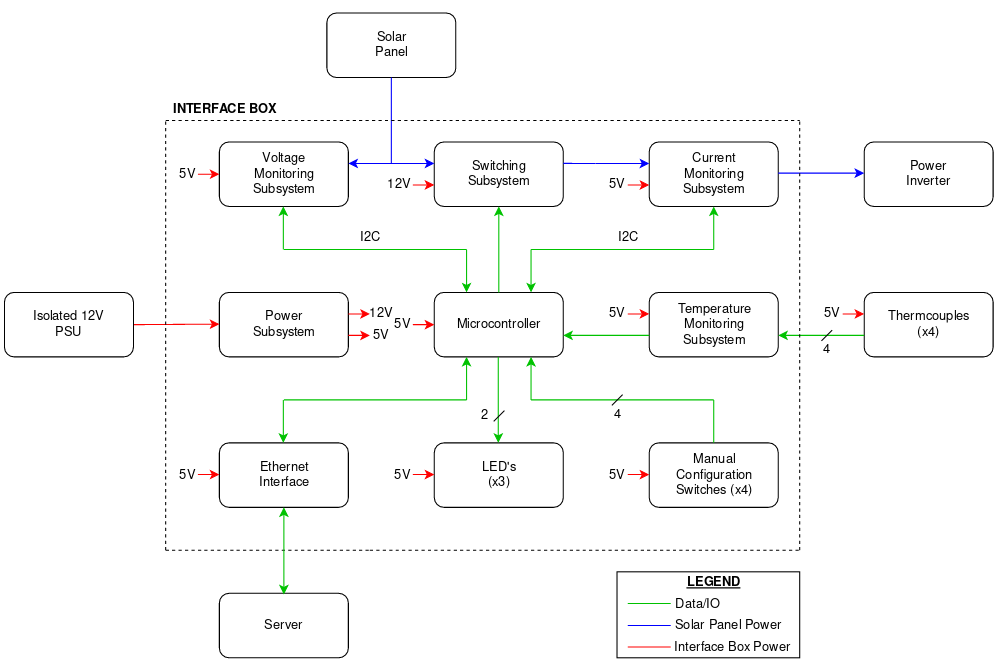 Solar
Panel
INTERFACE BOX
Voltage
Monitoring
Subsystem
5V
Switching
Subsystem
12V
Current
Monitoring
Subsystem
5V
Power
Inverter
I2C
I2C
Isolated 12V
PSU
Power
Subsystem
12V
5V
5V
Microcontroller
5V
Temperature
Monitoring
Subsystem
5V
Thermcouples
(x4)
4
2
4
5V
Ethernet
Interface
5V
LED's
(x3)
5V
Manual
Configuration
Switches (x4)
Server
LEGEND
Data/IO
Solar Panel Power
Interface Box Power